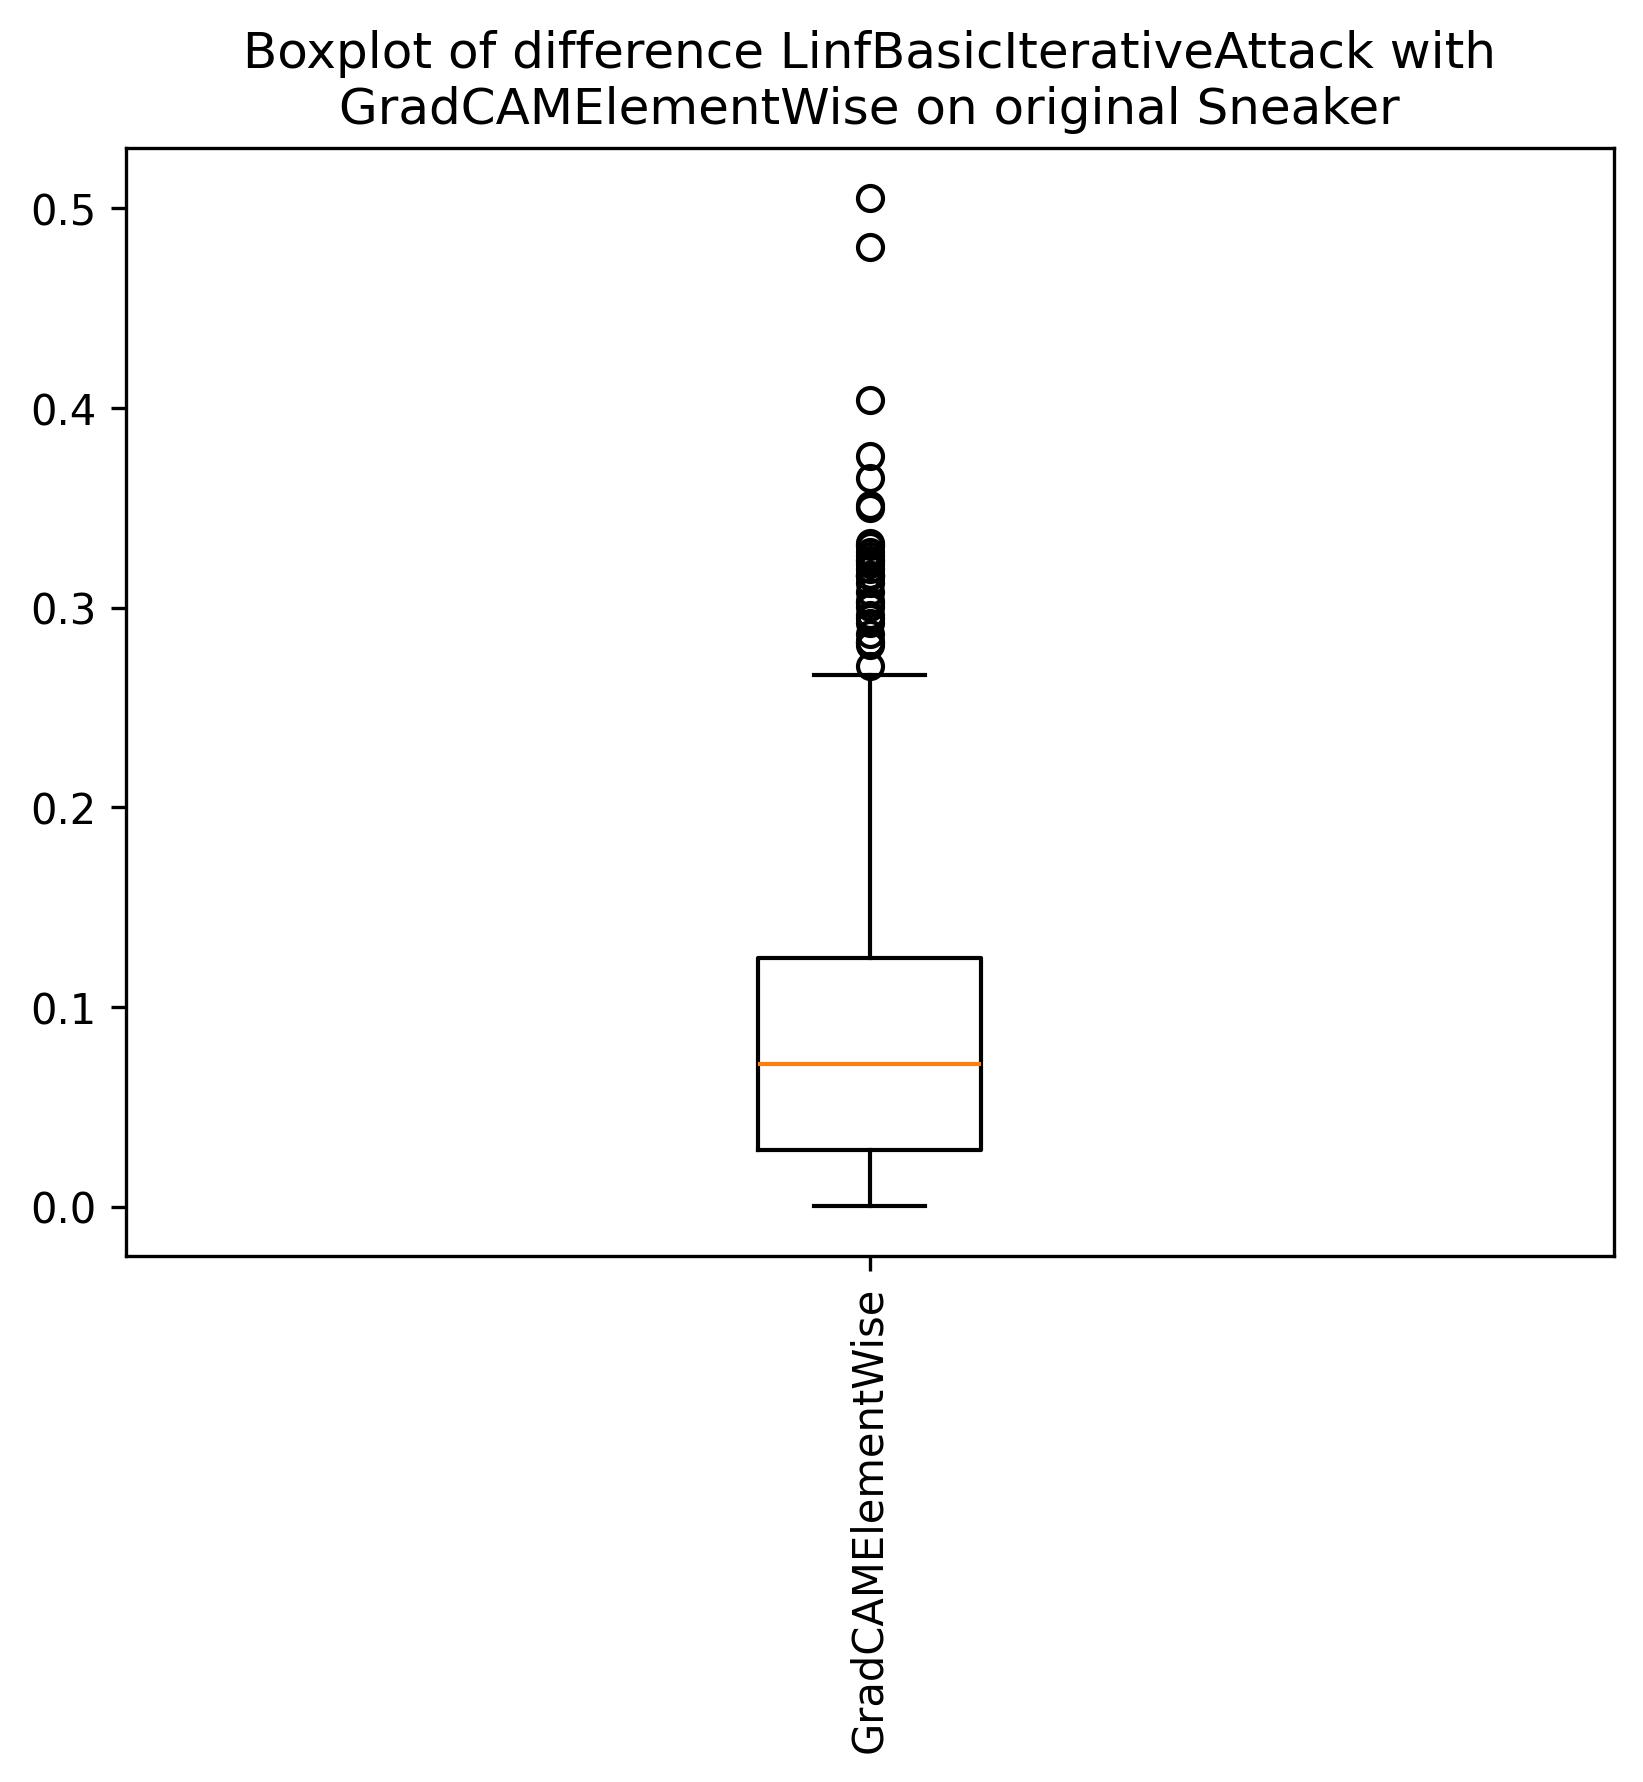 Boxplot of difference LinfBasicIterativeAttack with
GradCAMElementWise on original Sneaker
0.5
0.4
0.3
0.2
0.1
0.0
GradCAMElementWise